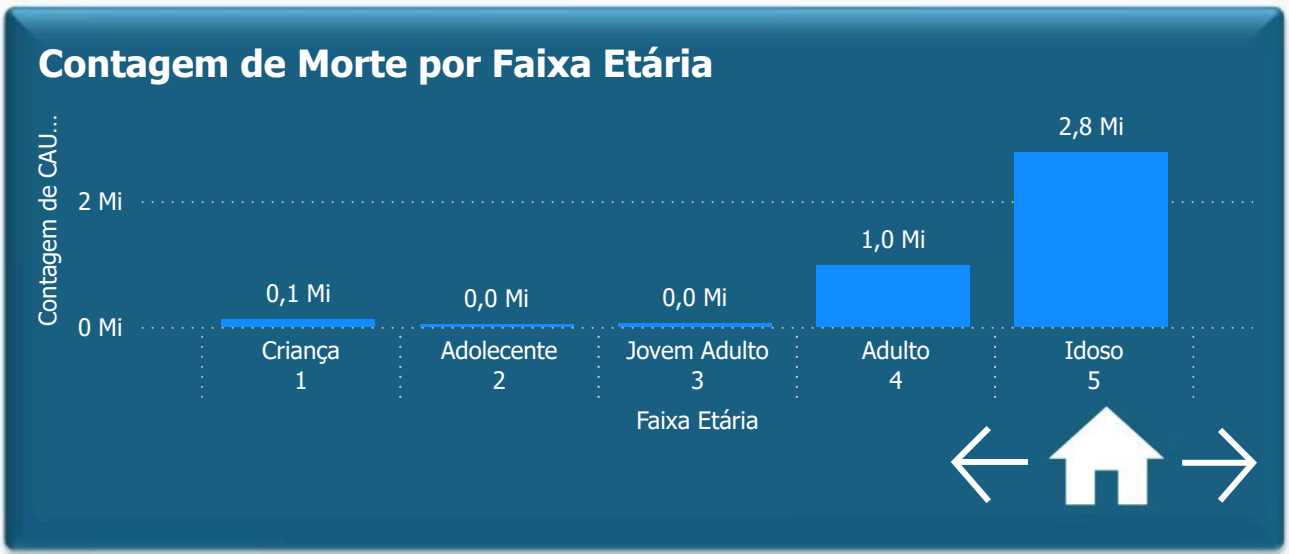 Contagem de Morte por Faixa Etária
Contagem de CAU...
2 Mi
0 Mi
0,1 Mi
0,0 Mi
0,0 Mi
1,0 Mi
2,8 Mi
Criança
1
Adolecente
2
Jovem Adulto
3
Adulto
4
Idoso
5
Faixa Etária